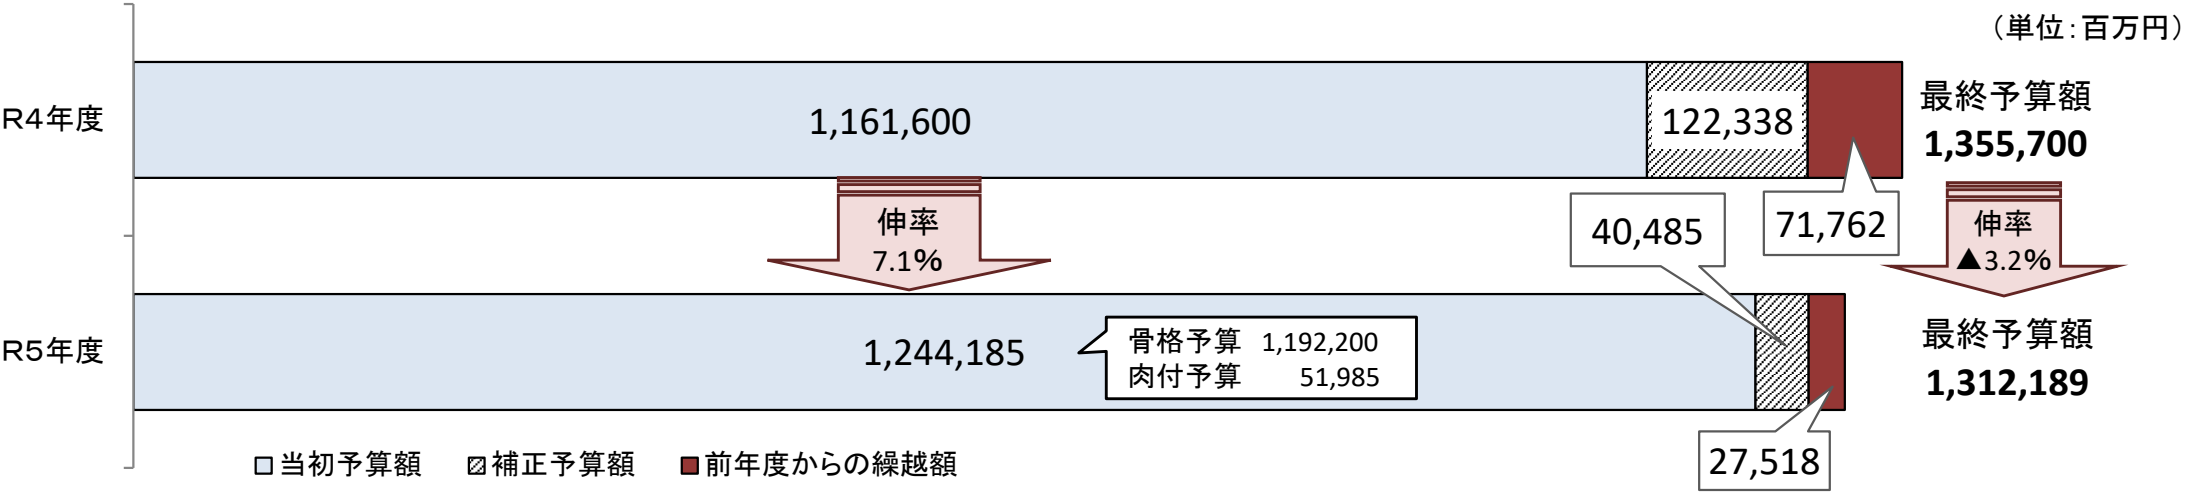 （単位：百万円）
R4年度
1,161,600
122,338
71,762
最終予算額
1,355,700
伸率
7.1%
40,485
伸率
▲3.2%
R5年度
1,244,185
骨格予算 1,192,200
肉付予算 51,985
27,518
最終予算額
1,312,189
当初予算額 補正予算額 前年度からの繰越額